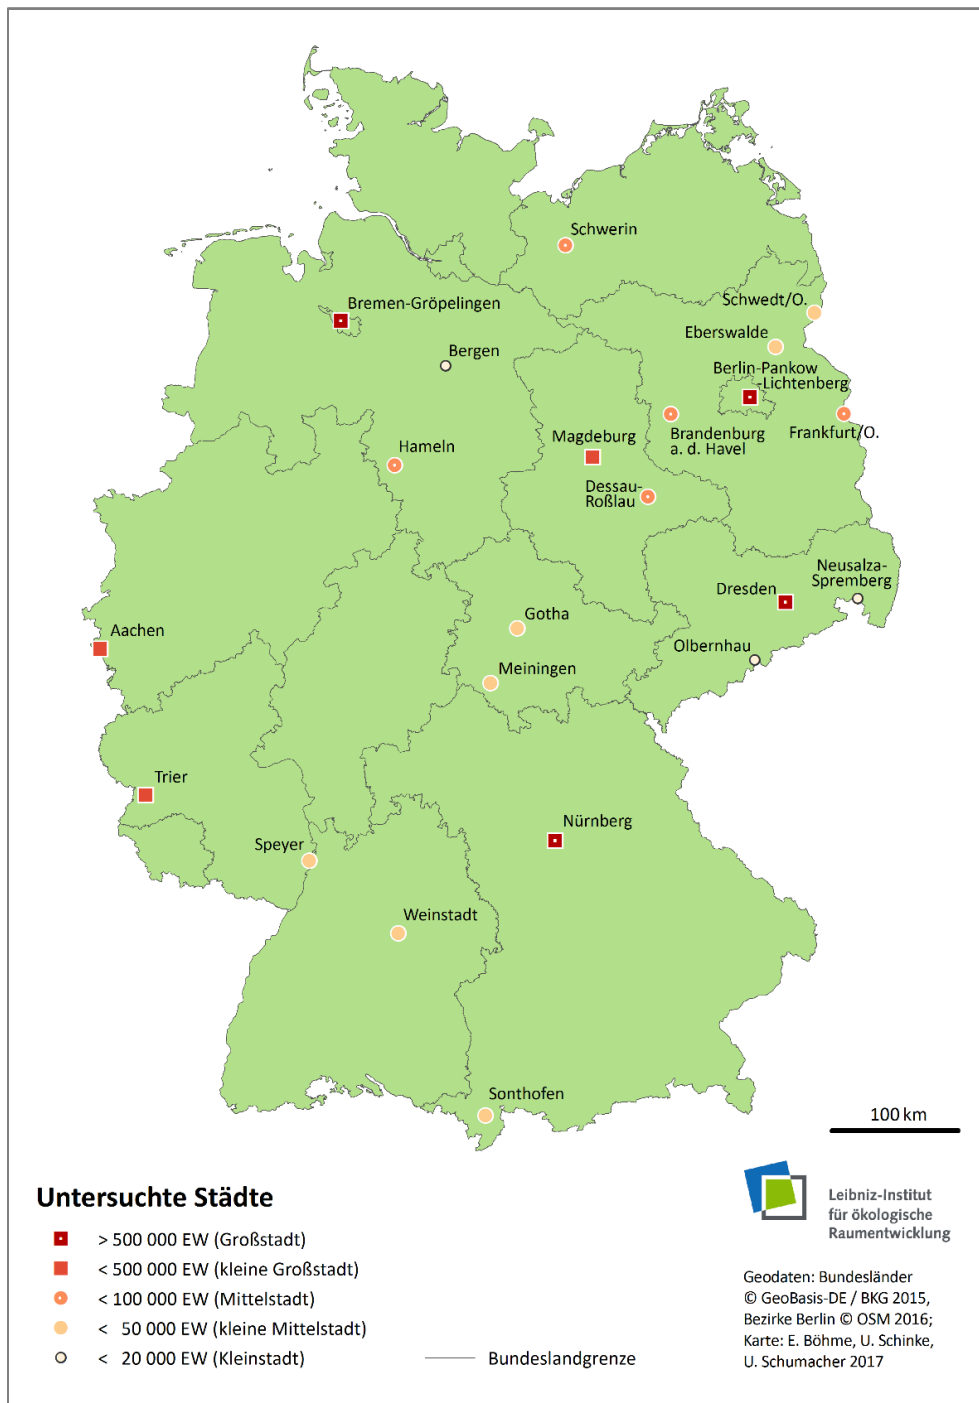 Schwerin
Schwedt/O.
Bremen-Gröpelingen
Eberswalde
Bergen
Berlin-Pankow
-Lichtenberg
Hameln
Magdeburg
Brandenburg
a. d. Havel
Frankfurt/O.
Dessau-
Roßlau
Neusalza-
Spremberg
Dresden
Gotha
Aachen
Olbernhau
Meiningen
Trier
Nürnberg
Speyer
Weinstadt
Sonthofen
100 km
Untersuchte Städte
> 500 000 EW (Großstadt)
< 500 000 EW (kleine Großstadt)
< 100 000 EW (Mittelstadt)
< 50 000 EW (kleine Mittelstadt)
< 20 000 EW (Kleinstadt)
Bundeslandgrenze
Leibniz-Institut
für ökologische
Raumentwicklung
Geodaten: Bundesländer
© GeoBasis-DE / BKG 2015,
Bezirke Berlin © OSM 2016;
Karte: E. Böhme, U. Schinke,
U. Schumacher 2017